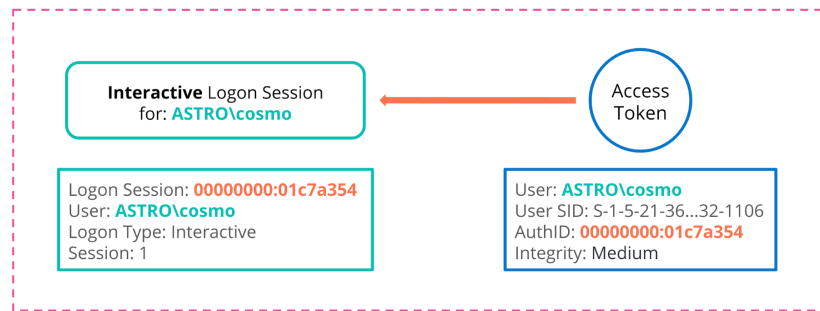 Interactive Logon Session
for: ASTRO\cosmo
Access
Token
Logon Session: 00000000:01c7a354
User: ASTRO\cosmo
Logon Type: Interactive
Session: 1
User: ASTRO\cosmo
User SID: S-1-5-21-36...32-1106
AuthID: 00000000:01c7a354
Integrity: Medium